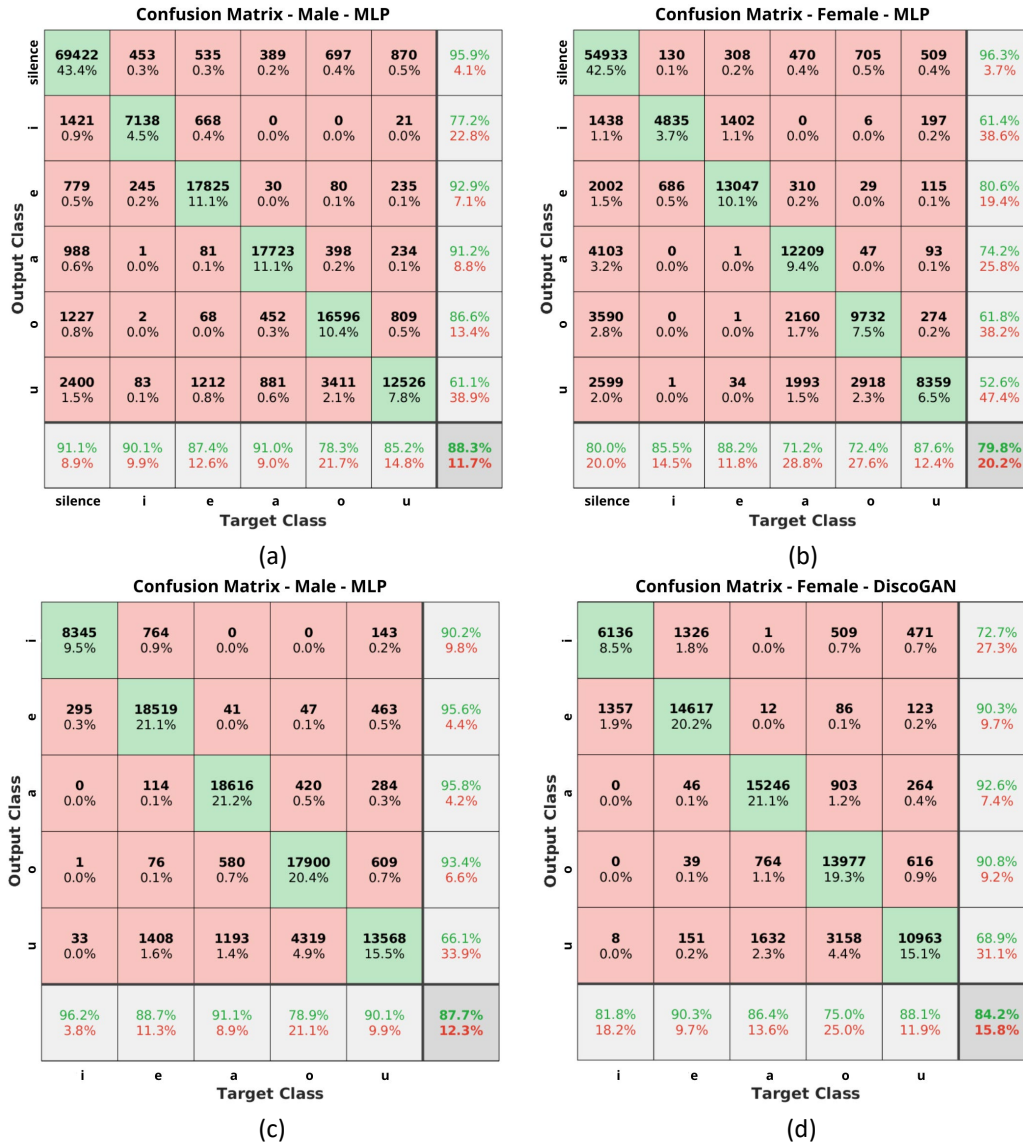 Confusion Matrix - Male - MLP
silence 69422 453 535 389 697 870 95.9%
43.4% 0.3% 0.3% 0.2% 0.4% 0.5% 4.1%
i 1421 7138 668 0 0 21 77.2%
0.9% 4.5% 0.4% 0.0% 0.0% 0.0% 22.8%
e 779 245 17825 30 80 235 92.9%
0.5% 0.2% 11.1% 0.0% 0.1% 0.1% 7.1%
a 988 1 81 17723 398 234 91.2%
0.6% 0.0% 0.1% 11.1% 0.2% 0.1% 8.8%
o 1227 2 68 452 16596 809 86.6%
0.8% 0.0% 0.0% 0.3% 10.4% 0.5% 13.4%
u 2400 83 1212 881 3411 12526 61.1%
1.5% 0.1% 0.8% 0.6% 2.1% 7.8% 38.9%
91.1% 90.1% 87.4% 91.0% 78.3% 85.2% 88.3%
8.9% 9.9% 12.6% 9.0% 21.7% 14.8% 11.7%
silence i e a o u
Output Class
Target Class
(a)
Confusion Matrix - Female - MLP
silence 54933 130 308 470 705 509 96.3%
42.5% 0.1% 0.2% 0.4% 0.5% 0.4% 3.7%
i 1438 4835 1402 0 6 197 61.4%
1.1% 3.7% 1.1% 0.0% 0.0% 0.2% 38.6%
e 2002 686 13047 310 29 115 80.6%
1.5% 0.5% 10.1% 0.2% 0.0% 0.1% 19.4%
a 4103 0 1 12209 47 93 74.2%
3.2% 0.0% 0.0% 9.4% 0.0% 0.1% 25.8%
o 3590 0 1 2160 9732 274 61.8%
2.8% 0.0% 0.0% 1.7% 7.5% 0.2% 38.2%
u 2599 1 34 1993 2918 8359 52.6%
2.0% 0.0% 0.0% 1.5% 2.3% 6.5% 47.4%
80.0% 85.5% 88.2% 71.2% 72.4% 87.6% 79.8%
20.0% 14.5% 11.8% 28.8% 27.6% 12.4% 20.2%
silence i e a o u
Output Class
Target Class
(b)
Confusion Matrix - Male - MLP
i 8345 764 0 0 143 90.2%
9.5% 0.9% 0.0% 0.0% 0.2% 9.8%
e 295 18519 41 47 463 95.6%
0.3% 21.1% 0.0% 0.1% 0.5% 4.4%
a 0 114 18616 420 284 95.8%
0.0% 0.1% 21.2% 0.5% 0.3% 4.2%
o 1 76 580 17900 609 93.4%
0.0% 0.1% 0.7% 20.4% 0.7% 6.6%
u 33 1408 1193 4319 13568 66.1%
0.0% 1.6% 1.4% 4.9% 15.5% 33.9%
96.2% 88.7% 91.1% 78.9% 90.1% 87.7%
3.8% 11.3% 8.9% 21.1% 9.9% 12.3%
i e a o u
Output Class
Target Class
(c)
Confusion Matrix - Female - DiscoGAN
i 6136 1326 1 509 471 72.7%
8.5% 1.8% 0.0% 0.7% 0.7% 27.3%
e 1357 14617 12 86 123 90.3%
1.9% 20.2% 0.0% 0.1% 0.2% 9.7%
a 0 46 15246 903 264 92.6%
0.0% 0.1% 21.1% 1.2% 0.4% 7.4%
o 0 39 764 13977 616 90.8%
0.0% 0.1% 1.1% 19.3% 0.9% 9.2%
u 8 151 1632 3158 10963 68.9%
0.0% 0.2% 2.3% 4.4% 15.1% 31.1%
81.8% 90.3% 86.4% 75.0% 88.1% 84.2%
18.2% 9.7% 13.6% 25.0% 11.9% 15.8%
i e a o u
Output Class
Target Class
(d)